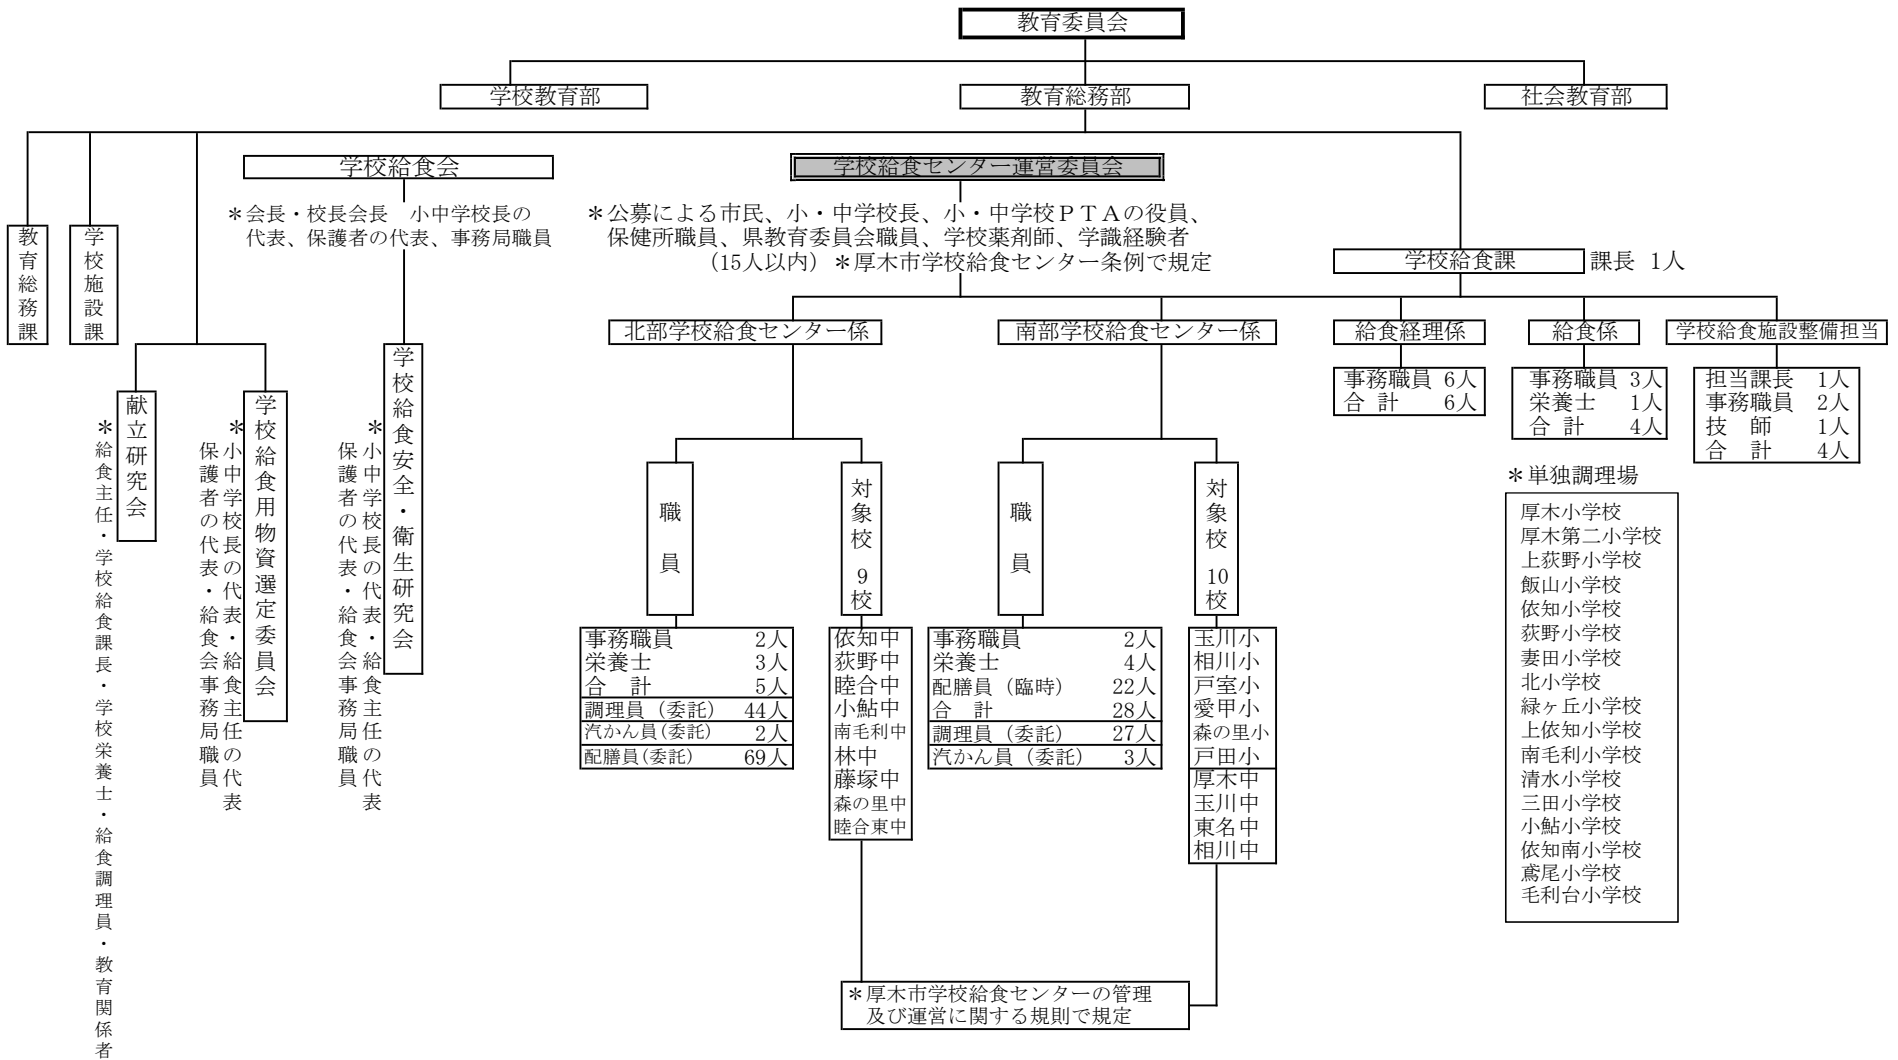 教育委員会
学校教育部
教育総務部
社会教育部
教育総務課
学校施設課
学校給食会
＊会長・校長会長　小中学校長の
代表、保護者の代表、事務局職員
学校給食センター運営委員会
＊公募による市民、小・中学校長、小・中学校ＰＴＡの役員、
保健所職員、県教育委員会職員、学校薬剤師、学識経験者
（15人以内）＊厚木市学校給食センター条例で規定
学校給食課
課長 1人
献立研究会
＊給食主任・学校給食課長・学校栄養士・給食調理員・教育関係者
学校給食用物資選定委員会
＊小中学校長の代表・給食主任の代表
保護者の代表・給食会事務局職員
学校給食安全・衛生研究会
＊小中学校長の代表・給食主任の代表
保護者の代表・給食会事務局職員
北部学校給食センター係
南部学校給食センター係
給食経理係
給食係
学校給食施設整備担当
事務職員 6人
合 計 6人
事務職員 3人
栄養士 1人
合 計 4人
担当課長 1人
事務職員 2人
技　師 1人
合　計 4人
職員
対象校 9校
職員
対象校 10校
事務職員 2人
栄養士 3人
合　計 5人
調理員（委託） 44人
汽かん員(委託) 2人
配膳員(委託) 69人
依知中
荻野中
睦合中
小鮎中
南毛利中
林中
藤塚中
森の里中
睦合東中
事務職員 2人
栄養士 4人
配膳員（臨時） 22人
合　計 28人
調理員（委託） 27人
汽かん員（委託） 3人
玉川小
相川小
戸室小
愛甲小
森の里小
戸田小
厚木中
玉川中
東名中
相川中
＊単独調理場
厚木小学校
厚木第二小学校
上荻野小学校
飯山小学校
依知小学校
荻野小学校
妻田小学校
北小学校
緑ヶ丘小学校
上依知小学校
南毛利小学校
清水小学校
三田小学校
小鮎小学校
依知南小学校
鳶尾小学校
毛利台小学校
＊厚木市学校給食センターの管理
及び運営に関する規則で規定